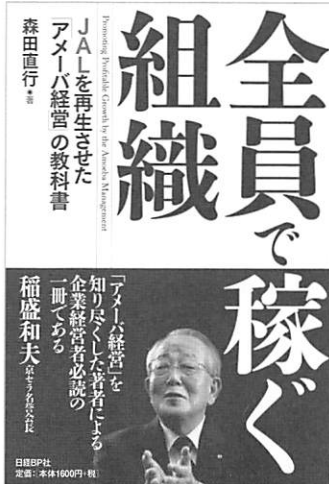 全員で稼ぐ
組織
Promoting Profitable Growth by the Amoeba Management
JALを再生させた
「アメーバ経営」の教科書
森田直行・著
「アメーバ経営」を
知り尽くした著者による
企業経営者必読の
一冊である
稲盛和夫 京セラ名誉会長
日経BP社
定価:[本体1600円+税]